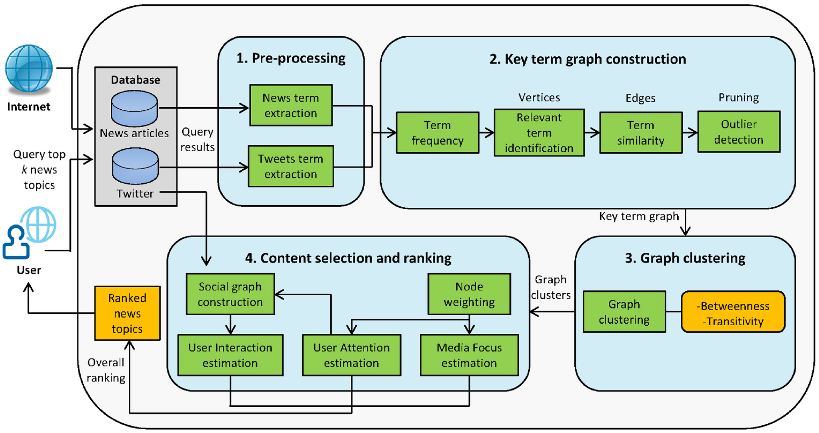 Internet
Query top
k news
topics
User
Database
News articles
Twitter
Query
results
1. Pre-processing
News term
extraction
Tweets term
extraction
2. Key term graph construction
Term
frequency
Vertices
Relevant
term
identification
Edges
Term
similarity
Pruning
Outlier
detection
Key term graph
3. Graph clustering
Graph
clustering
-Betweenness
-Transitivity
Graph
clusters
4. Content selection and ranking
Social graph
construction
Node
weighting
User Interaction
estimation
User Attention
estimation
Media Focus
estimation
Ranked
news
topics
Overall
ranking